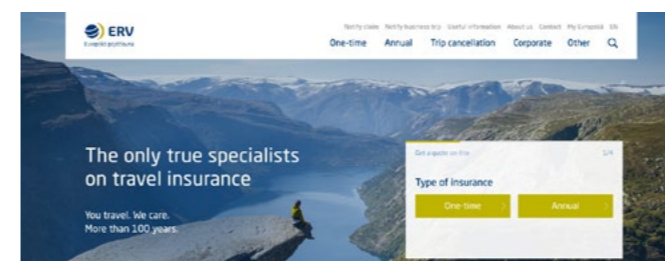 ERV
Notify claim Notify business trip Useful information About us Contact My Evropská EN
One-time Annual Trip cancellation Corporate Other
The only true specialists
on travel insurance
You travel. We care.
More than 100 years.
Get a quote on-line 1/4
Type of insurance
One-time Annual